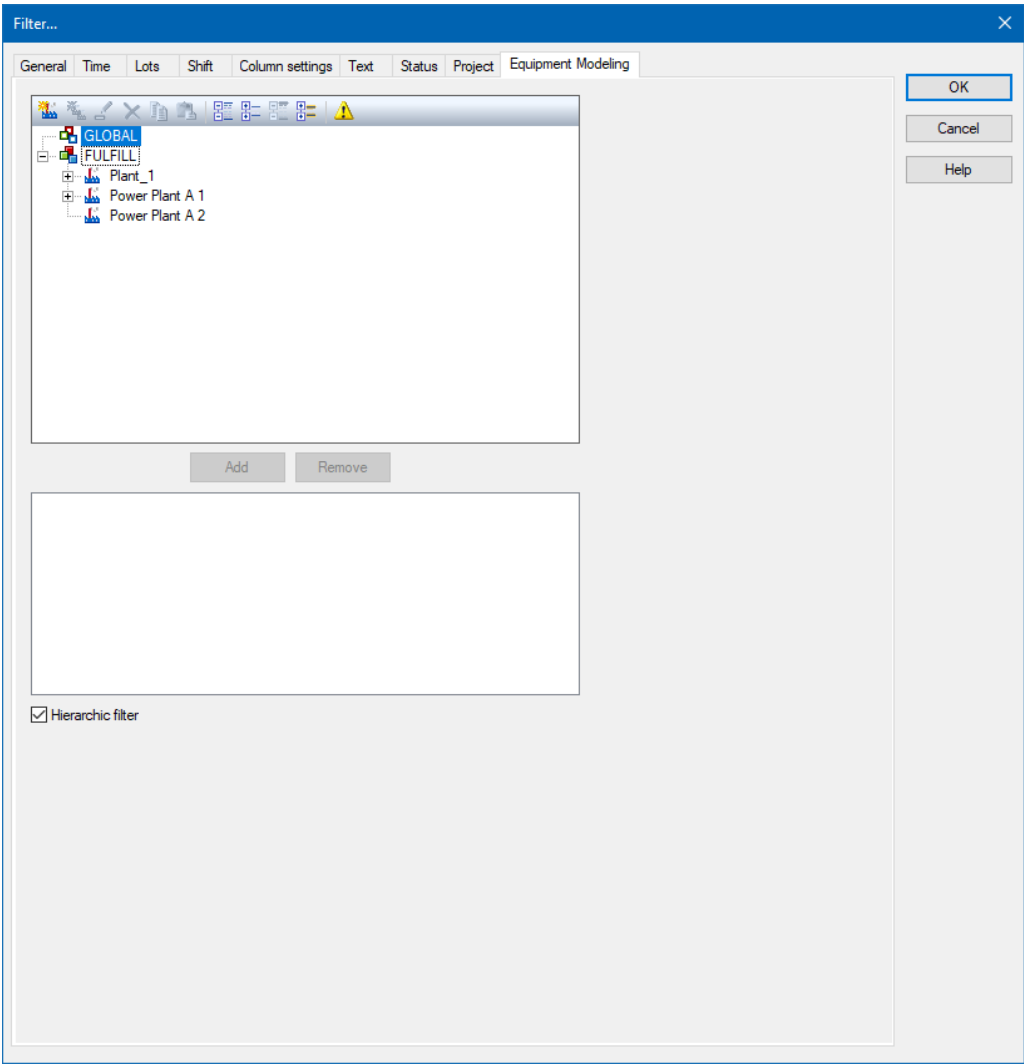 Filter...
General Time Lots Shift Column settings Text Status Project Equipment Modeling
OK
Cancel
Help
GLOBAL
FULFILL
Plant_1
Power Plant A 1
Power Plant A 2
Add Remove
Hierarchic filter